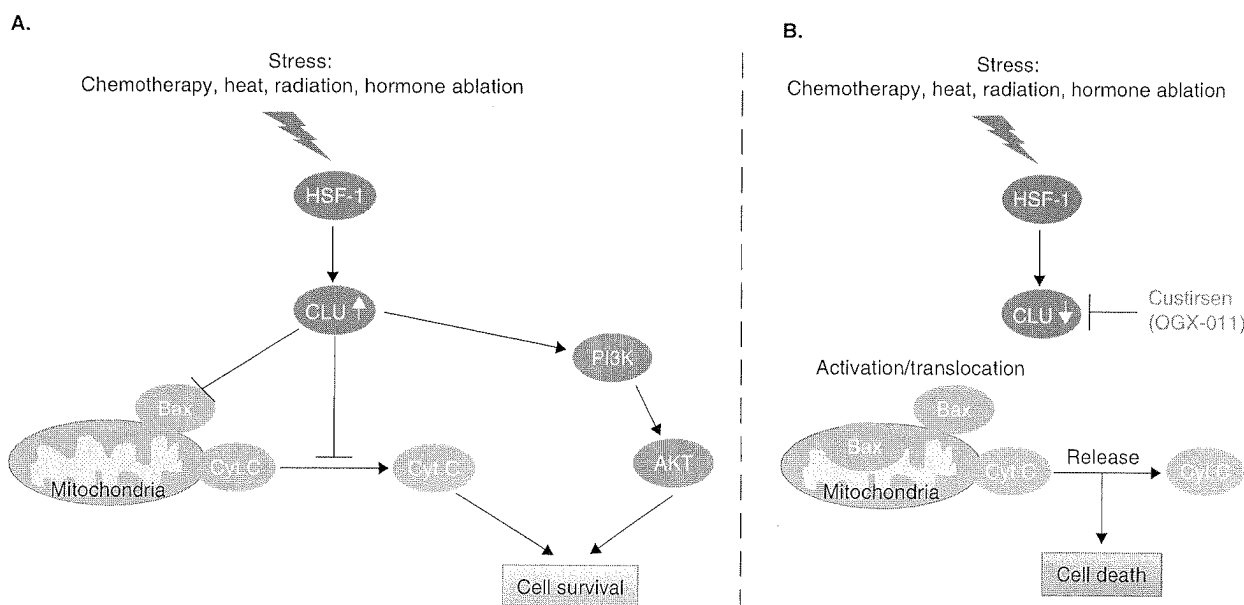 A.
Stress:
Chemotherapy, heat, radiation, hormone ablation
HSF-1
CLU
PI3K
Bax
Cyt C
Cyt C
AKT
Mitochondria
Cell survival
B.
Stress:
Chemotherapy, heat, radiation, hormone ablation
HSF-1
CLU
Custirsen
(OGX-011)
Activation/translocation
Bax
Bax
Cyt C
Release
Cyt C
Mitochondria
Cell death